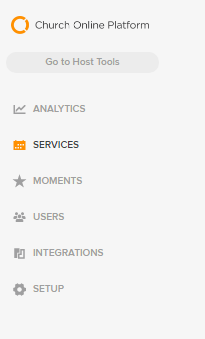 Church Online Platform
Go to Host Tools
ANALYTICS
SERVICES
MOMENTS
USERS
INTEGRATIONS
SETUP